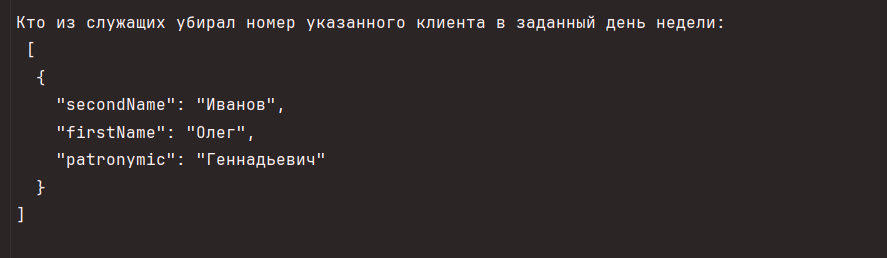 Кто из служащих убирал номер указанного клиента в заданный день недели:
[
{
"secondName": "Иванов",
"firstName": "Олег",
"patronymic": "Геннадьевич"
}
]